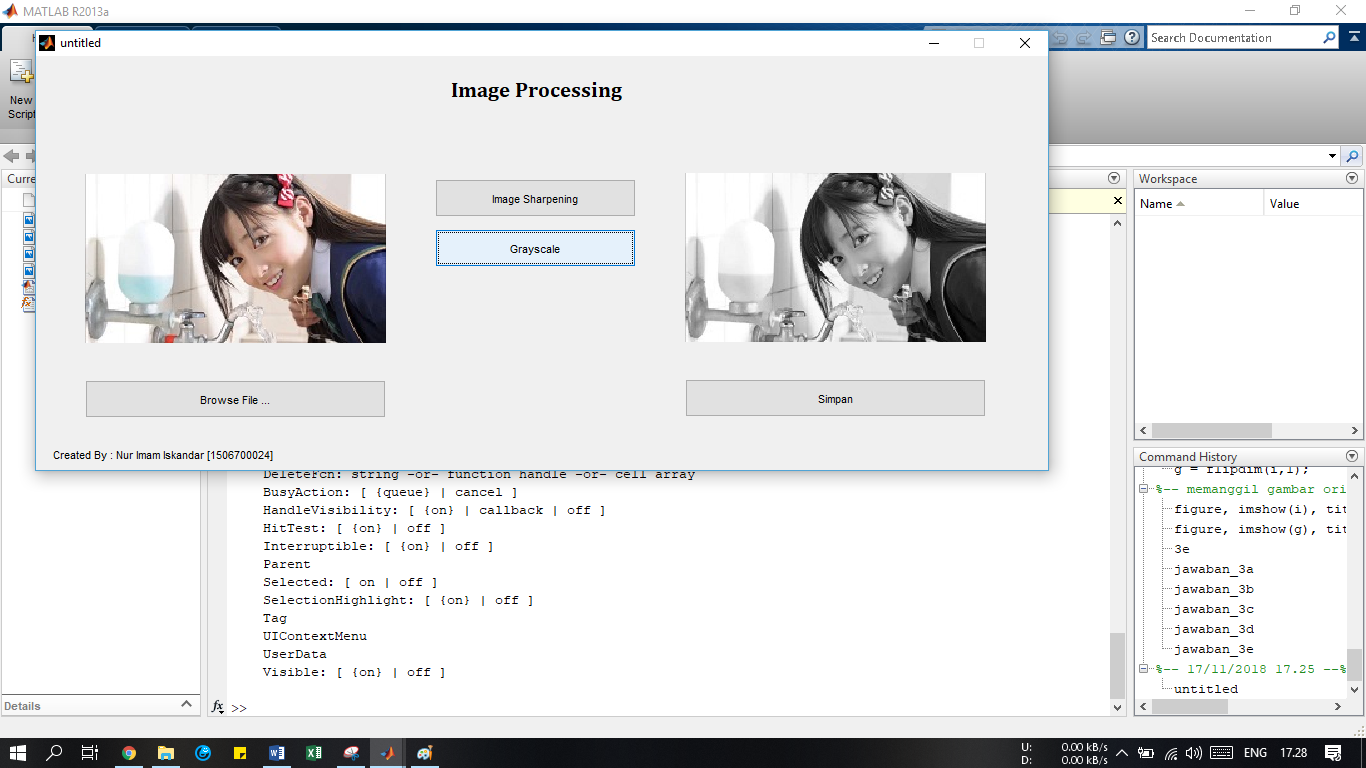 MATLAB R2013a
untitled
Search Documentation
New
Script
Image Processing
Image Sharpening
Grayscale
Browse File ...
Simpan
Created By : Nur Imam Iskandar [1506700024]
Details
DeleteFcn: string -or- function handle -or- cell array
BusyAction: [ {queue} | cancel ]
HandleVisibility: [ {on} | callback | off ]
HitTest: [ {on} | off ]
Interruptible: [ {on} | off ]
Parent
Selected: [ on | off ]
SelectionHighlight: [ {on} | off ]
Tag
UIContextMenu
UserData
Visible: [ {on} | off ]
fx >>
Workspace
Name Value
Command History
g = flipdim(i,1);
%-- memanggil gambar ori
figure, imshow(i), tit
figure, imshow(g), tit
3e
jawaban_3a
jawaban_3b
jawaban_3c
jawaban_3d
jawaban_3e
%-- 17/11/2018 17.25 --%
untitled
U: 0.00 kB/s
D: 0.00 kB/s
ENG 17.28